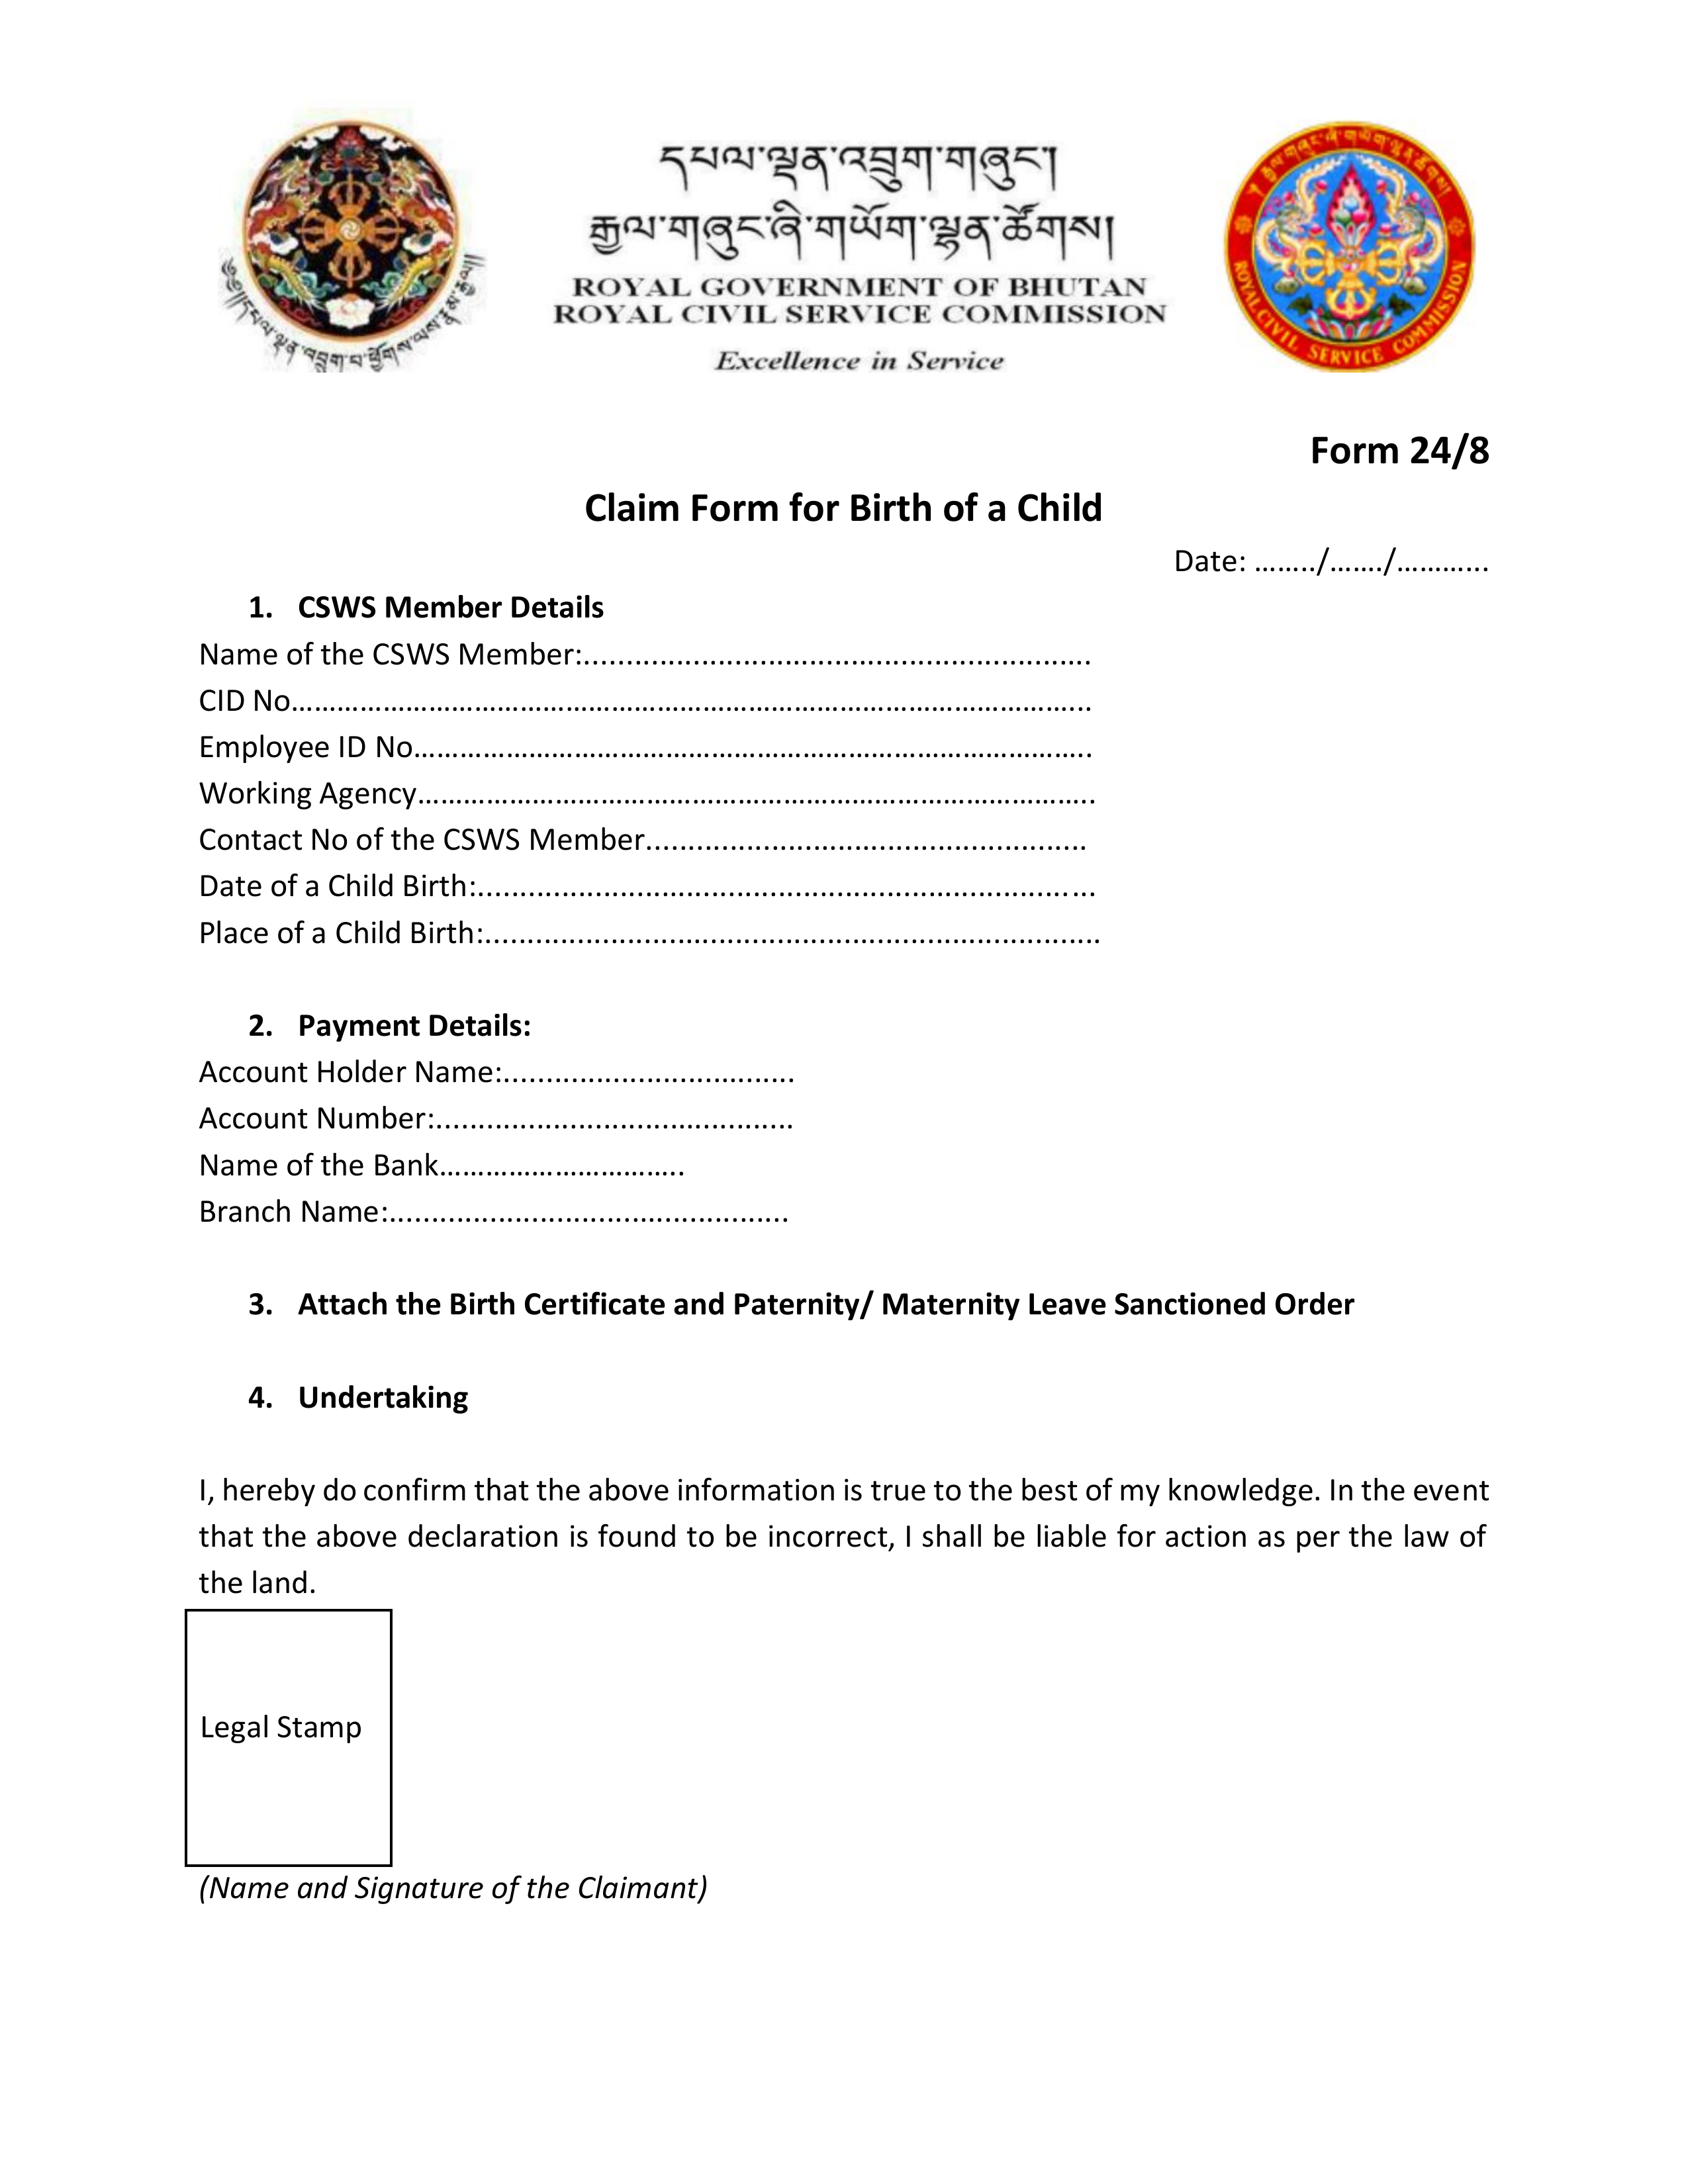 དཔལ་ལྡན་འབྲུག་གཞུང་།
རྒྱལ་གཞུང་ཞི་གཡོག་ལྷན་ཚོགས།
ROYAL GOVERNMENT OF BHUTAN
ROYAL CIVIL SERVICE COMMISSION
Excellence in Service
ROYAL CIVIL SERVICE COMMISSION
Form 24/8
Claim Form for Birth of a Child
Date: ……../……./………...
1. CSWS Member Details
Name of the CSWS Member:............................................................
CID No…………………………………………………………………………………………...
Employee ID No……………………………………………………………………………..
Working Agency……………………………………………………………………………..
Contact No of the CSWS Member....................................................
Date of a Child Birth:.........................................................................
Place of a Child Birth:.........................................................................
2. Payment Details:
Account Holder Name:...................................
Account Number:...........................................
Name of the Bank…………………………..
Branch Name:................................................
3. Attach the Birth Certificate and Paternity/ Maternity Leave Sanctioned Order
4. Undertaking
I, hereby do confirm that the above information is true to the best of my knowledge. In the event
that the above declaration is found to be incorrect, I shall be liable for action as per the law of
the land.
Legal Stamp
(Name and Signature of the Claimant)